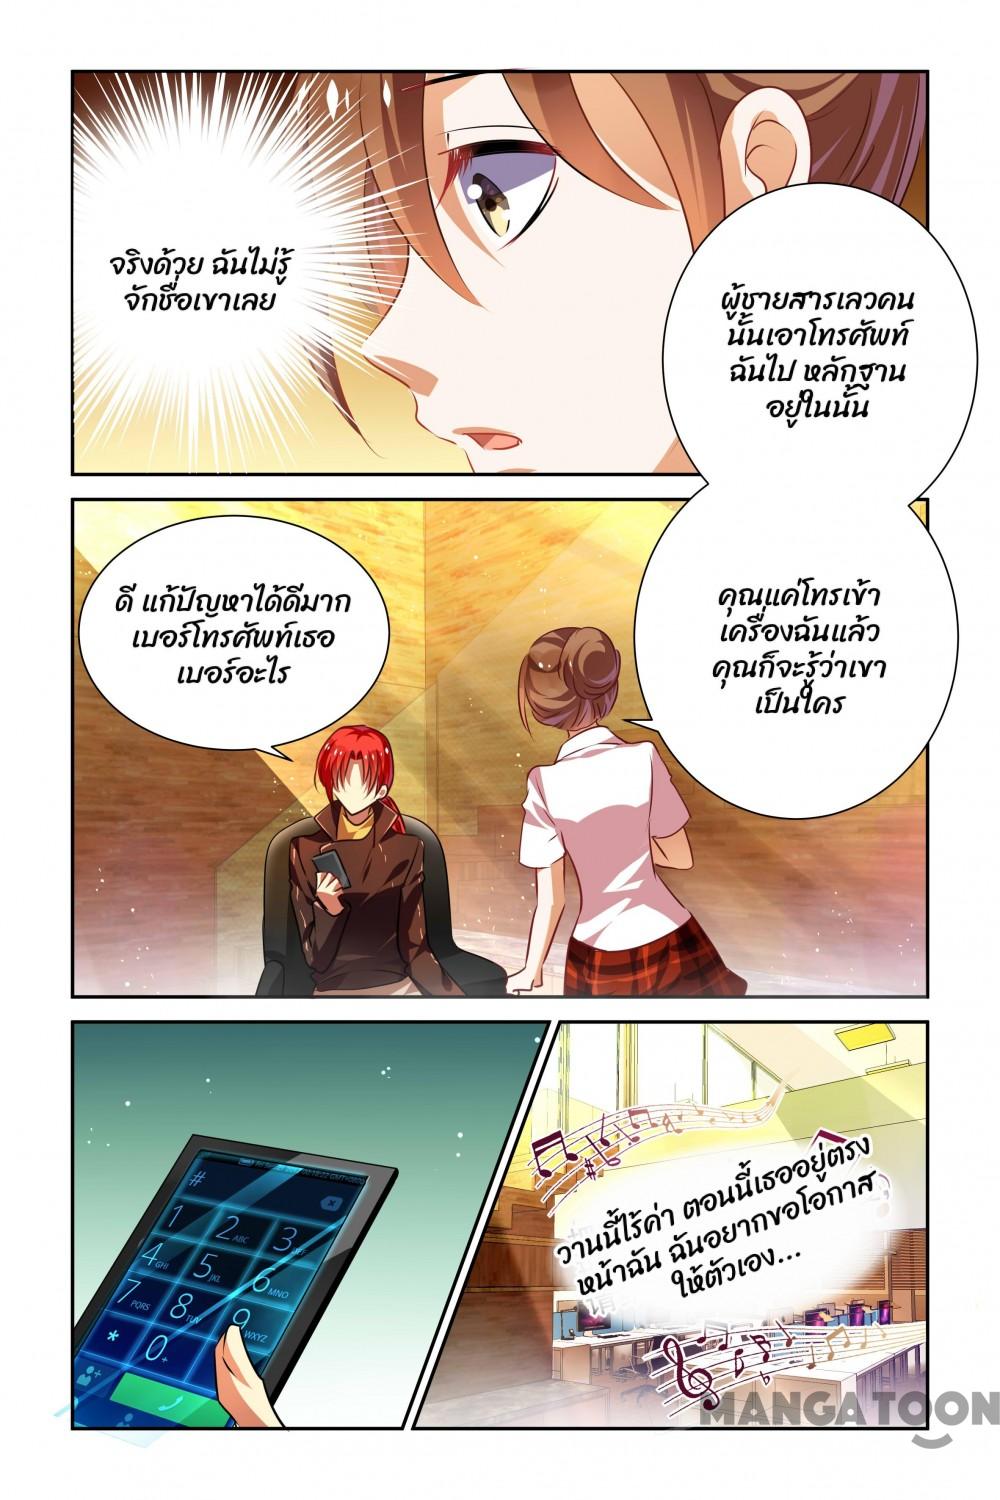 จริงด้วย ฉันไม่รู้
จักชื่อเขาเลย
ผู้ชายสารเลวคน
นั้นเอาโทรศัพท์
ฉันไป หลักฐาน
อยู่ในนั้น
คุณแค่โทรเข้า
เครื่องฉันแล้ว
คุณก็จะรู้ว่าเขา
เป็นใคร
ดี แก้ปัญหาได้ดีมาก
เบอร์โทรศัพท์เธอ
เบอร์อะไร
#
1
2 ABC
3
4 GHI
5 JKL
6 MNO
7 PQRS
8
9 WXYZ
*
0 +
วานนี้ไร้ค่า ตอนนี้เธออยู่ตรง
หน้าฉัน ฉันอยากขอโอกาส
ให้ตัวเอง...
MANGATOON